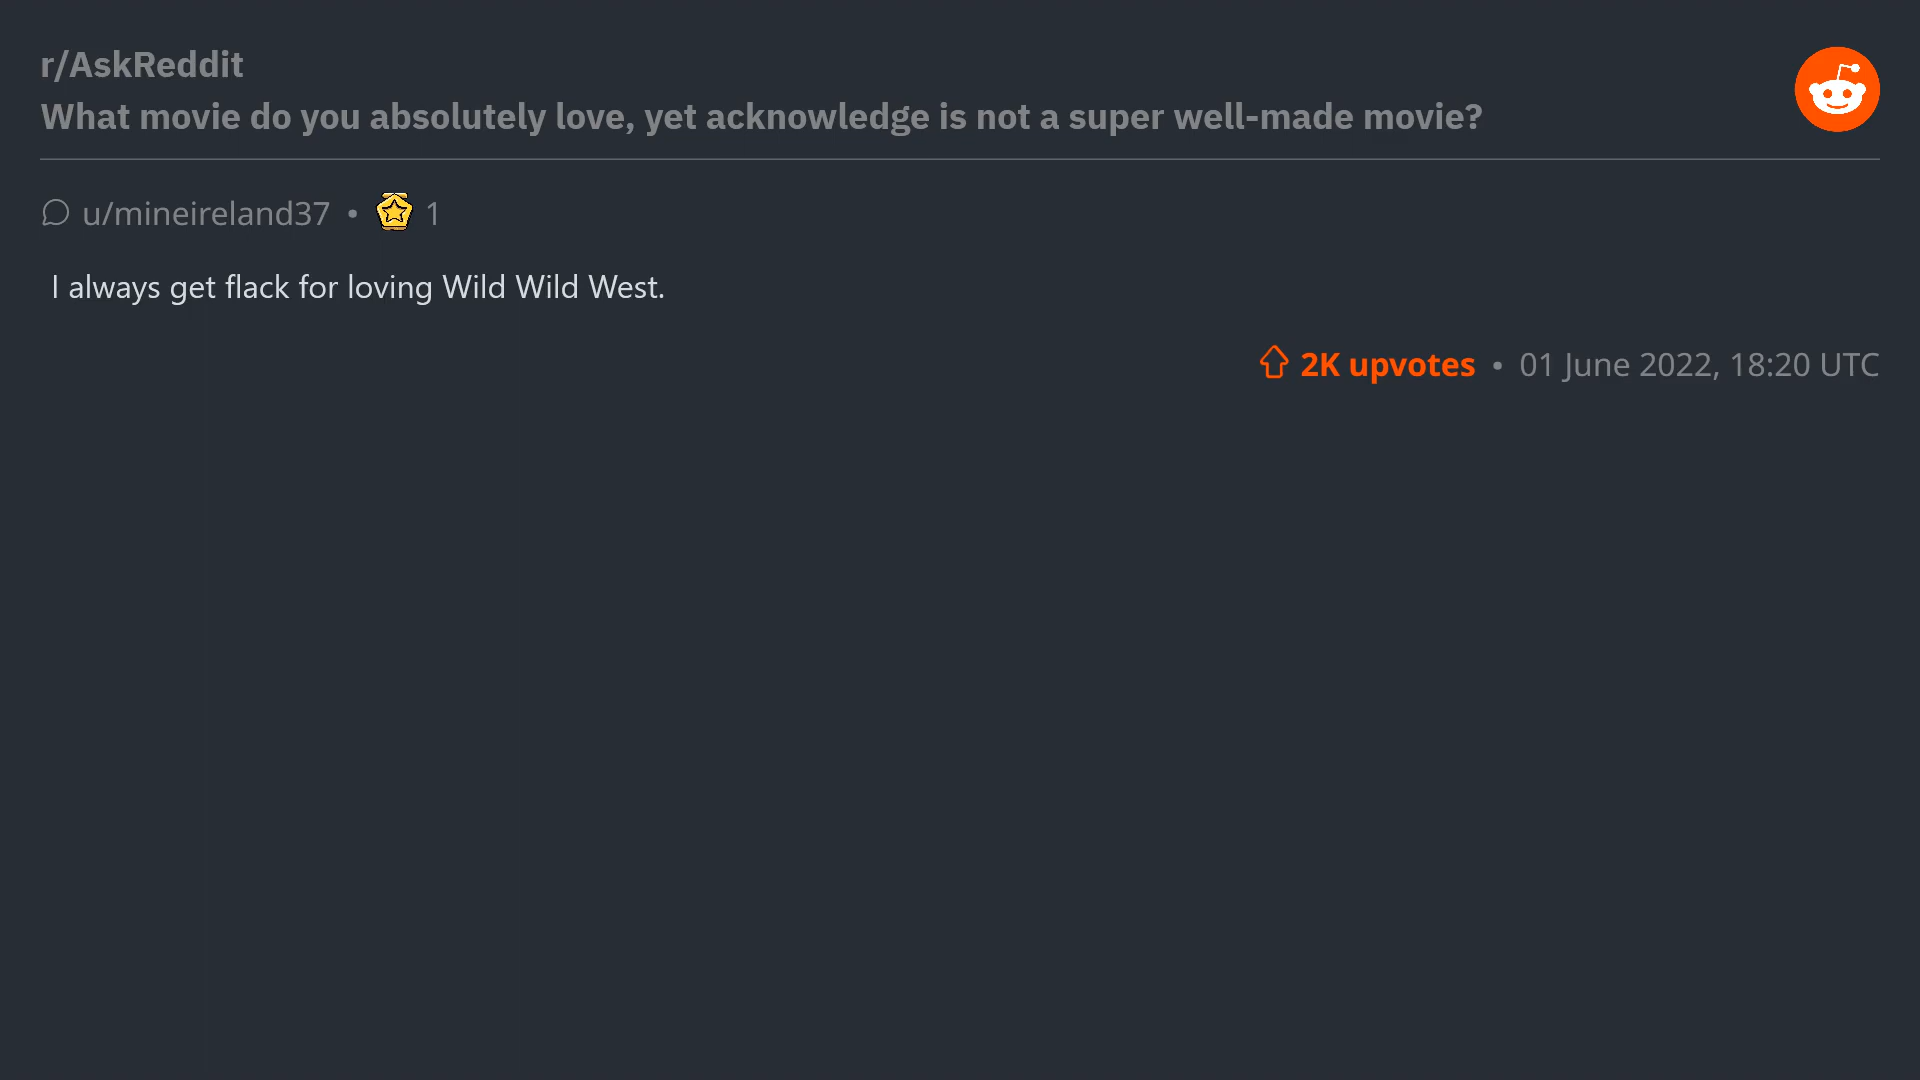 r/AskReddit
What movie do you absolutely love, yet acknowledge is not a super well-made movie?
u/mineireland37 • 1
I always get flack for loving Wild Wild West.
2K upvotes • 01 June 2022, 18:20 UTC